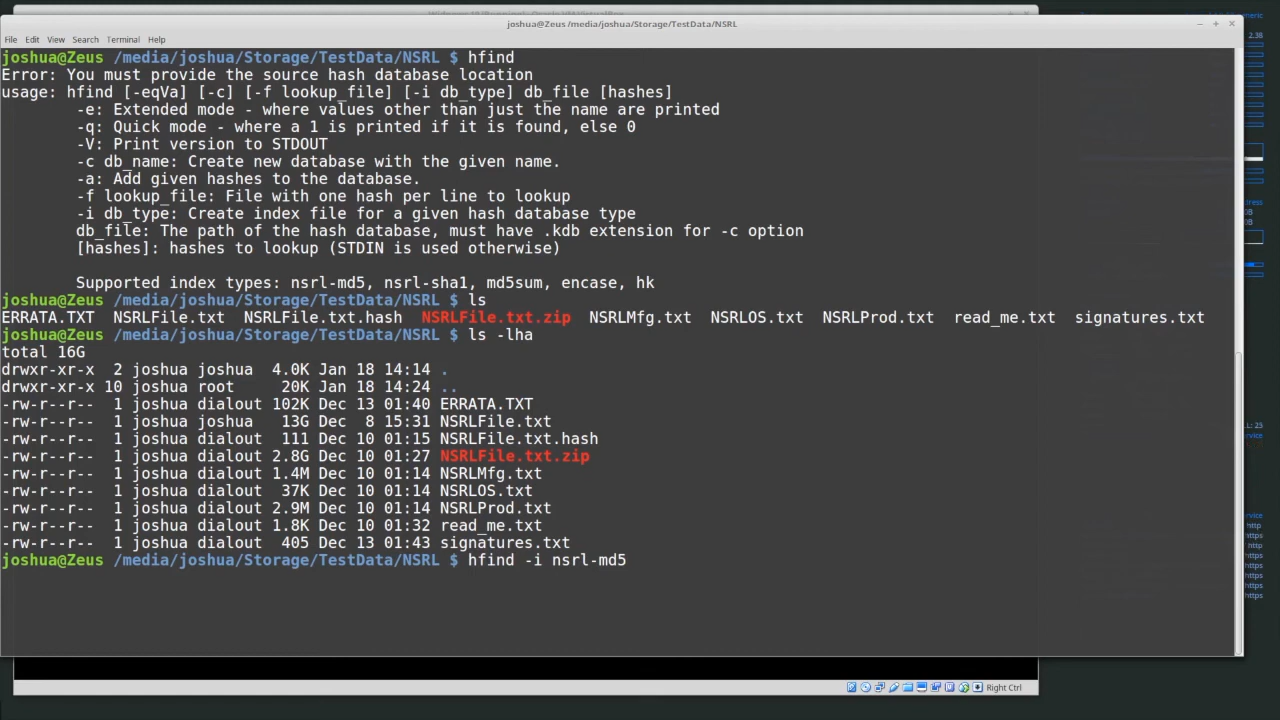 joshua@Zeus /media/joshua/Storage/TestData/NSRL
File Edit View Search Terminal Help
joshua@Zeus /media/joshua/Storage/TestData/NSRL $ hfind
Error: You must provide the source hash database location
usage: hfind [-eqVa] [-c] [-f lookup_file] [-i db_type] db_file [hashes]
-e: Extended mode - where values other than just the name are printed
-q: Quick mode - where a 1 is printed if it is found, else 0
-V: Print version to STDOUT
-c db_name: Create new database with the given name.
-a: Add given hashes to the database.
-f lookup_file: File with one hash per line to lookup
-i db_type: Create index file for a given hash database type
db_file: The path of the hash database, must have .kdb extension for -c option
[hashes]: hashes to lookup (STDIN is used otherwise)
Supported index types: nsrl-md5, nsrl-sha1, md5sum, encase, hk
joshua@Zeus /media/joshua/Storage/TestData/NSRL $ ls
ERRATA.TXT NSRLFile.txt NSRLFile.txt.hash NSRLFile.txt.zip NSRLMfg.txt NSRLOS.txt NSRLProd.txt read_me.txt signatures.txt
joshua@Zeus /media/joshua/Storage/TestData/NSRL $ ls -lha
total 16G
drwxr-xr-x 2 joshua joshua 4.0K Jan 18 14:14 .
drwxr-xr-x 10 joshua root 20K Jan 18 14:24 ..
-rw-r--r-- 1 joshua dialout 102K Dec 13 01:40 ERRATA.TXT
-rw-r--r-- 1 joshua joshua 13G Dec 8 15:31 NSRLFile.txt
-rw-r--r-- 1 joshua dialout 111 Dec 10 01:15 NSRLFile.txt.hash
-rw-r--r-- 1 joshua dialout 2.8G Dec 10 01:27 NSRLFile.txt.zip
-rw-r--r-- 1 joshua dialout 1.4M Dec 10 01:14 NSRLMfg.txt
-rw-r--r-- 1 joshua dialout 37K Dec 10 01:14 NSRLOS.txt
-rw-r--r-- 1 joshua dialout 2.9M Dec 10 01:14 NSRLProd.txt
-rw-r--r-- 1 joshua dialout 1.8K Dec 10 01:32 read_me.txt
-rw-r--r-- 1 joshua dialout 405 Dec 13 01:43 signatures.txt
joshua@Zeus /media/joshua/Storage/TestData/NSRL $ hfind -i nsrl-md5
Right Ctrl
2.38
http
https
http
https
https
https
https